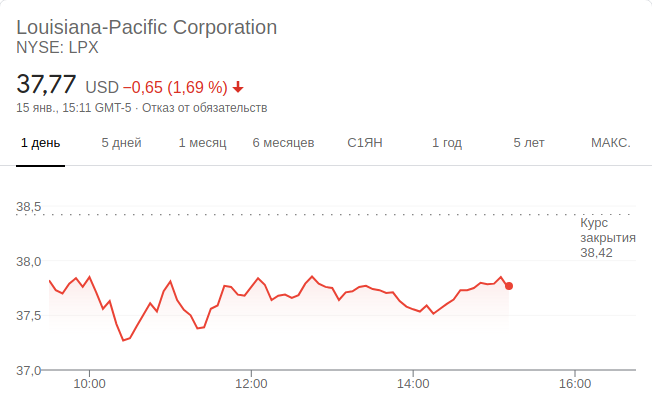 Louisiana-Pacific Corporation
NYSE: LPX
37,77 USD −0,65 (1,69 %)
15 янв., 15:11 GMT-5 · Отказ от обязательств
1 день 5 дней 1 месяц 6 месяцев С1ЯН 1 год 5 лет МАКС.
38,5
Курс
закрытия
38,42
38,0
37,5
37,0
10:00 12:00 14:00 16:00